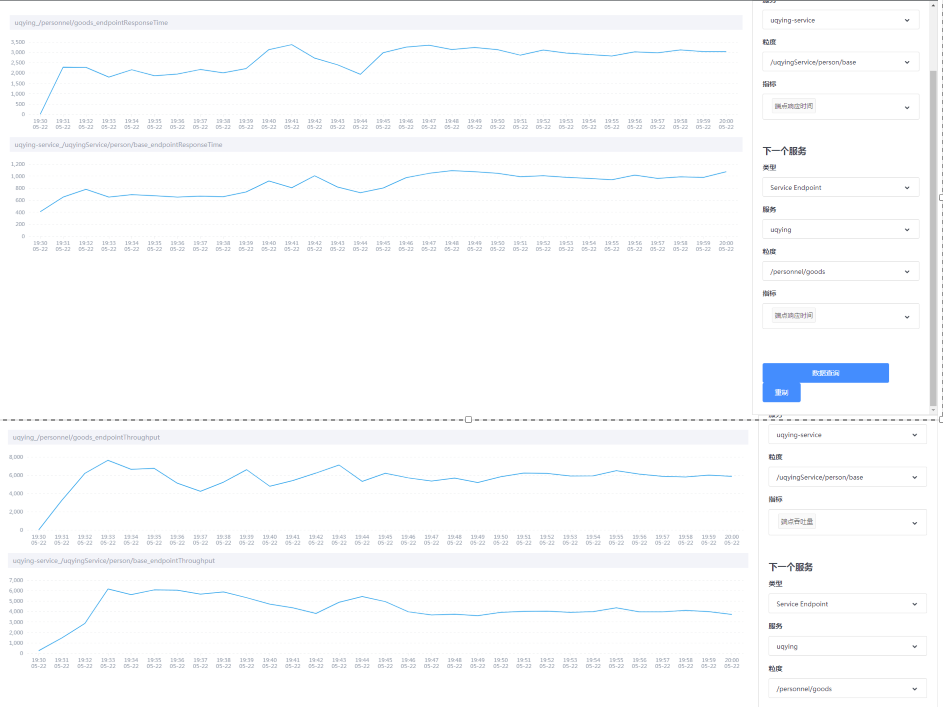 uqying_/personnel/goods_endpointResponseTime
3,500
3,000
2,500
2,000
1,500
1,000
500
0
19:30 19:31 19:32 19:33 19:34 19:35 19:36 19:37 19:38 19:39 19:40 19:41 19:42 19:43 19:44 19:45 19:46 19:47 19:48 19:49 19:50 19:51 19:52 19:53 19:54 19:55 19:56 19:57 19:58 19:59 20:00
05-22 05-22 05-22 05-22 05-22 05-22 05-22 05-22 05-22 05-22 05-22 05-22 05-22 05-22 05-22 05-22 05-22 05-22 05-22 05-22 05-22 05-22 05-22 05-22 05-22 05-22 05-22 05-22 05-22 05-22 05-22
uqying-service_/uqyingService/person/base_endpointResponseTime
1,200
1,000
800
600
400
200
0
19:30 19:31 19:32 19:33 19:34 19:35 19:36 19:37 19:38 19:39 19:40 19:41 19:42 19:43 19:44 19:45 19:46 19:47 19:48 19:49 19:50 19:51 19:52 19:53 19:54 19:55 19:56 19:57 19:58 19:59 20:00
05-22 05-22 05-22 05-22 05-22 05-22 05-22 05-22 05-22 05-22 05-22 05-22 05-22 05-22 05-22 05-22 05-22 05-22 05-22 05-22 05-22 05-22 05-22 05-22 05-22 05-22 05-22 05-22 05-22 05-22 05-22
服务
uqying-service
粒度
/uqyingService/person/base
指标
端点响应时间
下一个服务
类型
Service Endpoint
服务
uqying
粒度
/personnel/goods
指标
端点响应时间
数据查询
重制
uqying_/personnel/goods_endpointThroughput
8,000
6,000
4,000
2,000
0
19:30 19:31 19:32 19:33 19:34 19:35 19:36 19:37 19:38 19:39 19:40 19:41 19:42 19:43 19:44 19:45 19:46 19:47 19:48 19:49 19:50 19:51 19:52 19:53 19:54 19:55 19:56 19:57 19:58 19:59 20:00
05-22 05-22 05-22 05-22 05-22 05-22 05-22 05-22 05-22 05-22 05-22 05-22 05-22 05-22 05-22 05-22 05-22 05-22 05-22 05-22 05-22 05-22 05-22 05-22 05-22 05-22 05-22 05-22 05-22 05-22 05-22
uqying-service_/uqyingService/person/base_endpointThroughput
7,000
6,000
5,000
4,000
3,000
2,000
1,000
0
19:30 19:31 19:32 19:33 19:34 19:35 19:36 19:37 19:38 19:39 19:40 19:41 19:42 19:43 19:44 19:45 19:46 19:47 19:48 19:49 19:50 19:51 19:52 19:53 19:54 19:55 19:56 19:57 19:58 19:59 20:00
05-22 05-22 05-22 05-22 05-22 05-22 05-22 05-22 05-22 05-22 05-22 05-22 05-22 05-22 05-22 05-22 05-22 05-22 05-22 05-22 05-22 05-22 05-22 05-22 05-22 05-22 05-22 05-22 05-22 05-22 05-22
服务
uqying-service
粒度
/uqyingService/person/base
指标
端点吞吐量
下一个服务
类型
Service Endpoint
服务
uqying
粒度
/personnel/goods